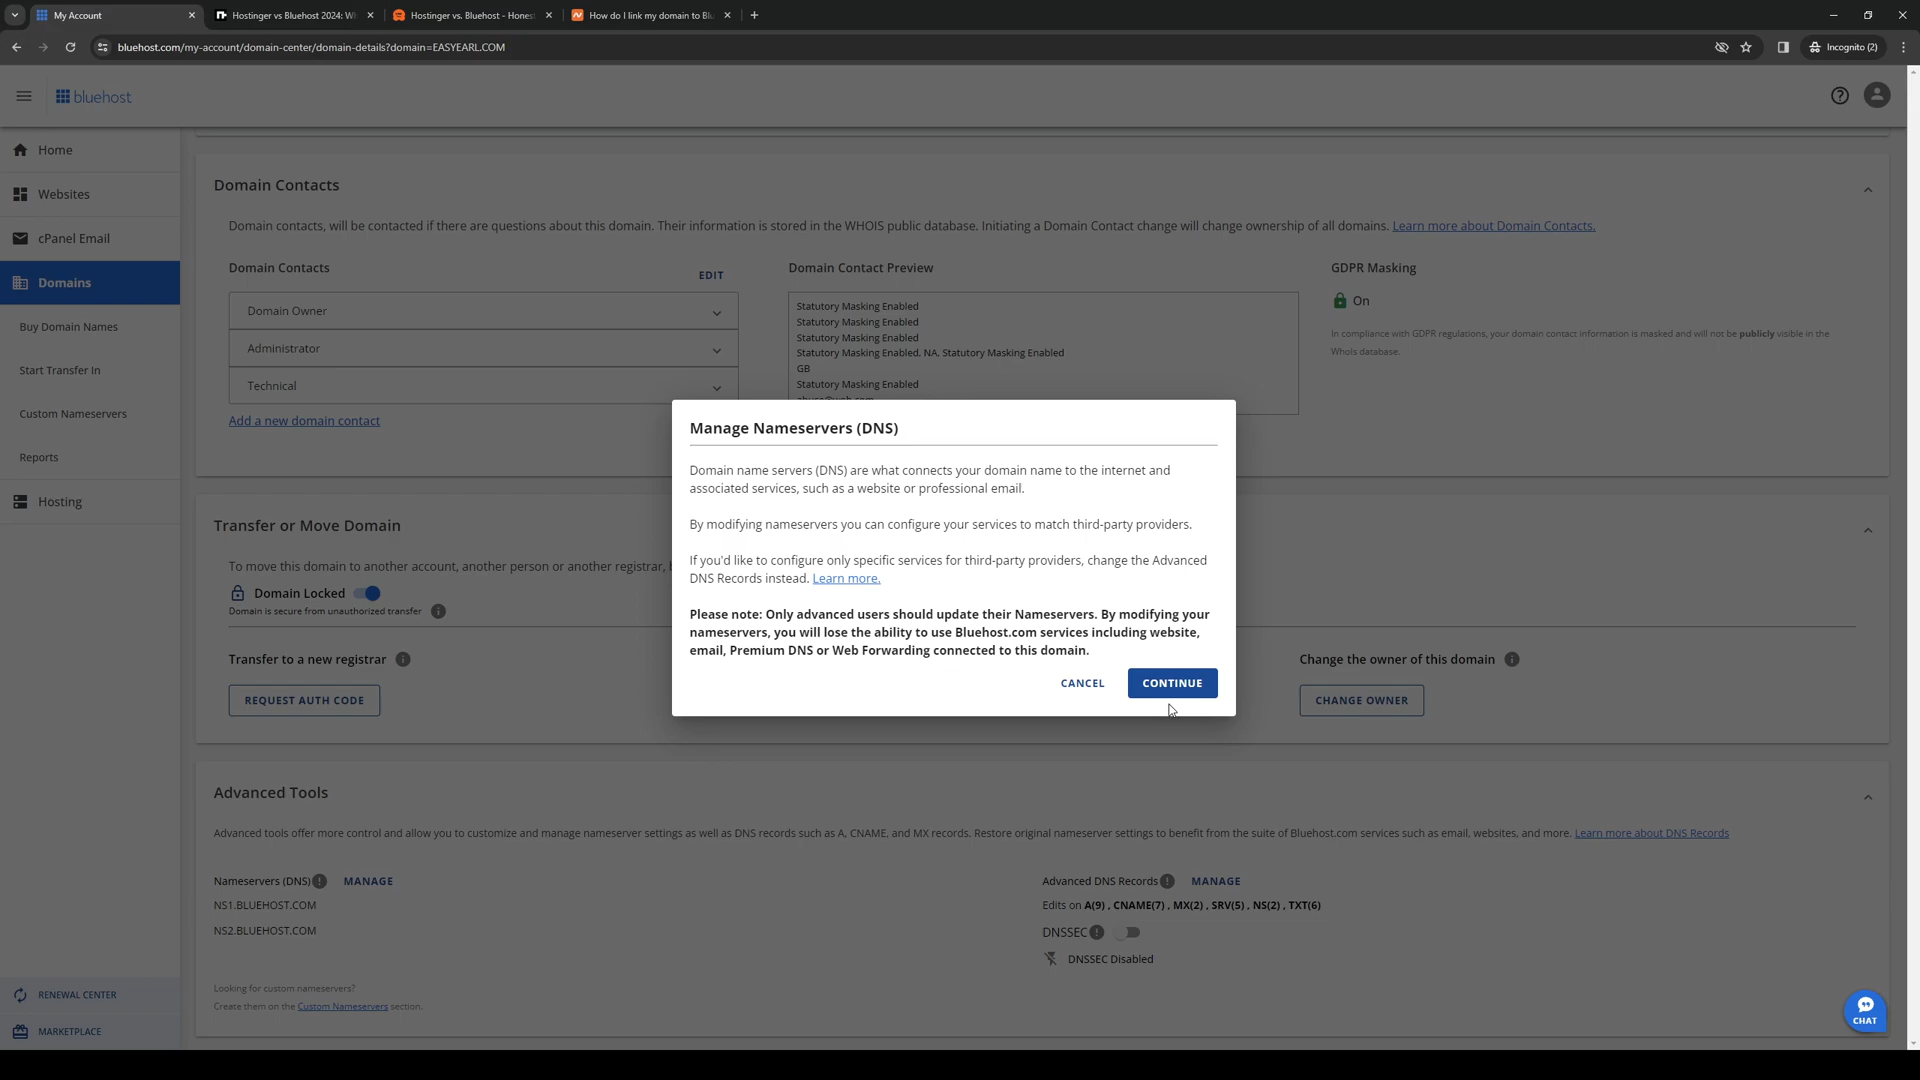 My Account
Hostinger vs Bluehost 2024: Wh
Hostinger vs. Bluehost - Hones
How do I link my domain to Blu
bluehost.com/my-account/domain-center/domain-details?domain=EASYEARL.COM
Incognito (2)
bluehost
Home
Websites
cPanel Email
Domains
Buy Domain Names
Start Transfer In
Custom Nameservers
Reports
Hosting
RENEWAL CENTER
MARKETPLACE
Domain Contacts
Domain contacts, will be contacted if there are questions about this domain. Their information is stored in the WHOIS public database. Initiating a Domain Contact change will change ownership of all domains. Learn more about Domain Contacts.
Domain Contacts
EDIT
Domain Owner
Administrator
Technical
Add a new domain contact
Domain Contact Preview
Statutory Masking Enabled
Statutory Masking Enabled
Statutory Masking Enabled
Statutory Masking Enabled, NA, Statutory Masking Enabled
GB
Statutory Masking Enabled
GDPR Masking
On
In compliance with GDPR regulations, your domain contact information is masked and will not be publicly visible in the
Whois database.
Manage Nameservers (DNS)
Domain name servers (DNS) are what connects your domain name to the internet and
associated services, such as a website or professional email.
By modifying nameservers you can configure your services to match third-party providers.
If you'd like to configure only specific services for third-party providers, change the Advanced
DNS Records instead. Learn more.
Please note: Only advanced users should update their Nameservers. By modifying your
nameservers, you will lose the ability to use Bluehost.com services including website,
email, Premium DNS or Web Forwarding connected to this domain.
CANCEL
CONTINUE
Transfer or Move Domain
To move this domain to another account, another person or another registrar,
Domain Locked
Domain is secure from unauthorized transfer
Transfer to a new registrar
REQUEST AUTH CODE
Change the owner of this domain
CHANGE OWNER
Advanced Tools
Advanced tools offer more control and allow you to customize and manage nameserver settings as well as DNS records such as A, CNAME, and MX records. Restore original nameserver settings to benefit from the suite of Bluehost.com services such as email, websites, and more. Learn more about DNS Records
Nameservers (DNS) MANAGE
NS1.BLUEHOST.COM
NS2.BLUEHOST.COM
Looking for custom nameservers?
Create them on the Custom Nameservers section.
Advanced DNS Records MANAGE
Edits on A(9) , CNAME(7) , MX(2) , SRV(5) , NS(2) , TXT(6)
DNSSEC
DNSSEC Disabled
CHAT